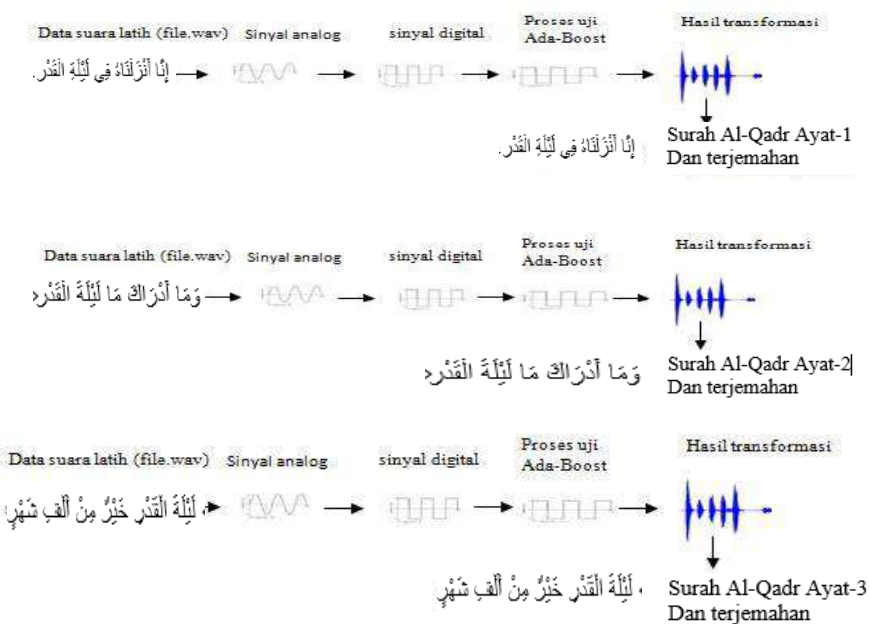 Data suara latih (file.wav) Sinyal analog sinyal digital Proses uji Ada-Boost Hasil transformasi
إِنَّا أَنْزَلْنَاهُ فِي لَيْلَةِ الْقَدْرِ.
إِنَّا أَنْزَلْنَاهُ فِي لَيْلَةِ الْقَدْرِ.
Surah Al-Qadr Ayat-1
Dan terjemahan
Data suara latih (file.wav) Sinyal analog sinyal digital Proses uji Ada-Boost Hasil transformasi
وَمَا أَدْرَاكَ مَا لَيْلَةُ الْقَدْرِ
وَمَا أَدْرَاكَ مَا لَيْلَةُ الْقَدْرِ
Surah Al-Qadr Ayat-2
Dan terjemahan
Data suara latih (file.wav) Sinyal analog sinyal digital Proses uji Ada-Boost Hasil transformasi
لَيْلَةُ الْقَدْرِ خَيْرٌ مِنْ أَلْفِ شَهْرٍ
لَيْلَةُ الْقَدْرِ خَيْرٌ مِنْ أَلْفِ شَهْرٍ
Surah Al-Qadr Ayat-3
Dan terjemahan